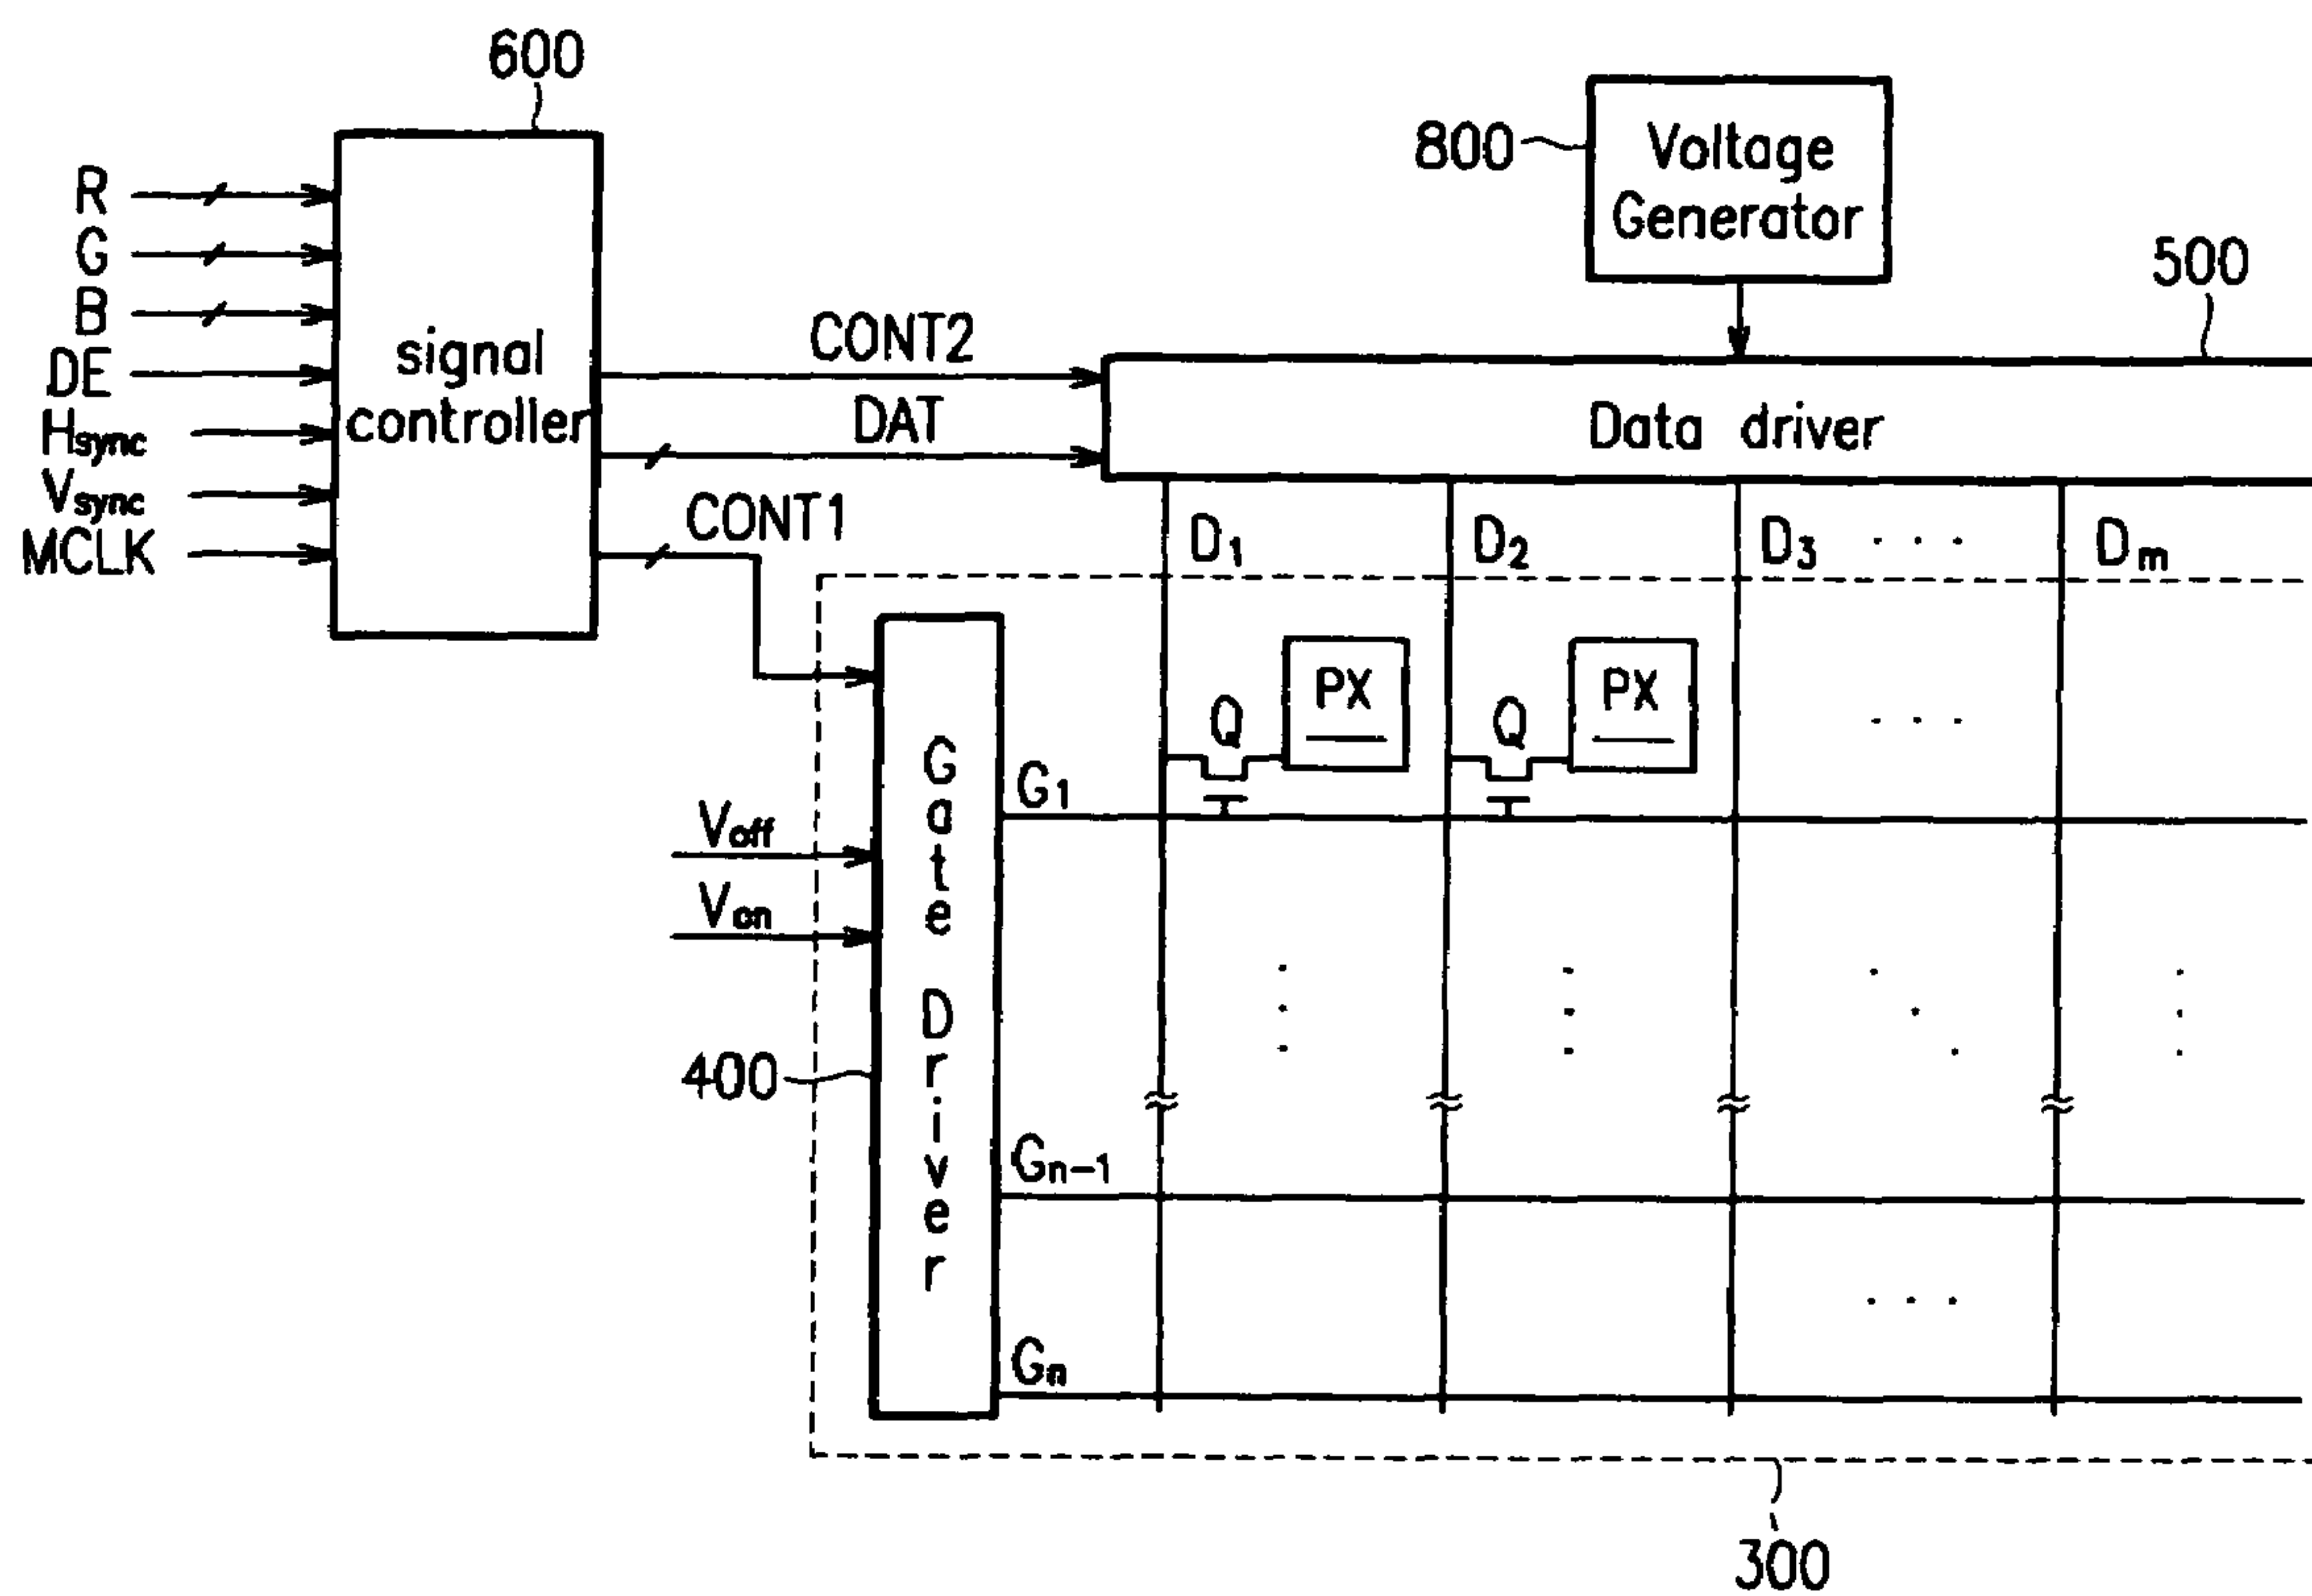 600
800
Voltage
Generator
500
R
G
B
DE
Hsync
Vsync
MCLK
signal
controller
CONT2
DAT
CONT1
Data driver
D1
D2
D3
. . .
Dm
Q
PX
Q
PX
. . .
Gate Driver
G1
Voff
Von
400
Gn-1
. . .
Gn
300